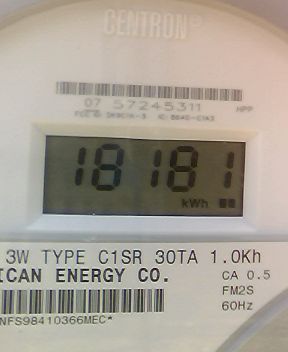 CENTRON®
07 57245311 HPP
18181
kWh
3W TYPE C1SR 30TA 1.0Kh
ICAN ENERGY CO. CA 0.5
FM2S
60Hz
NFS98410366MEC*